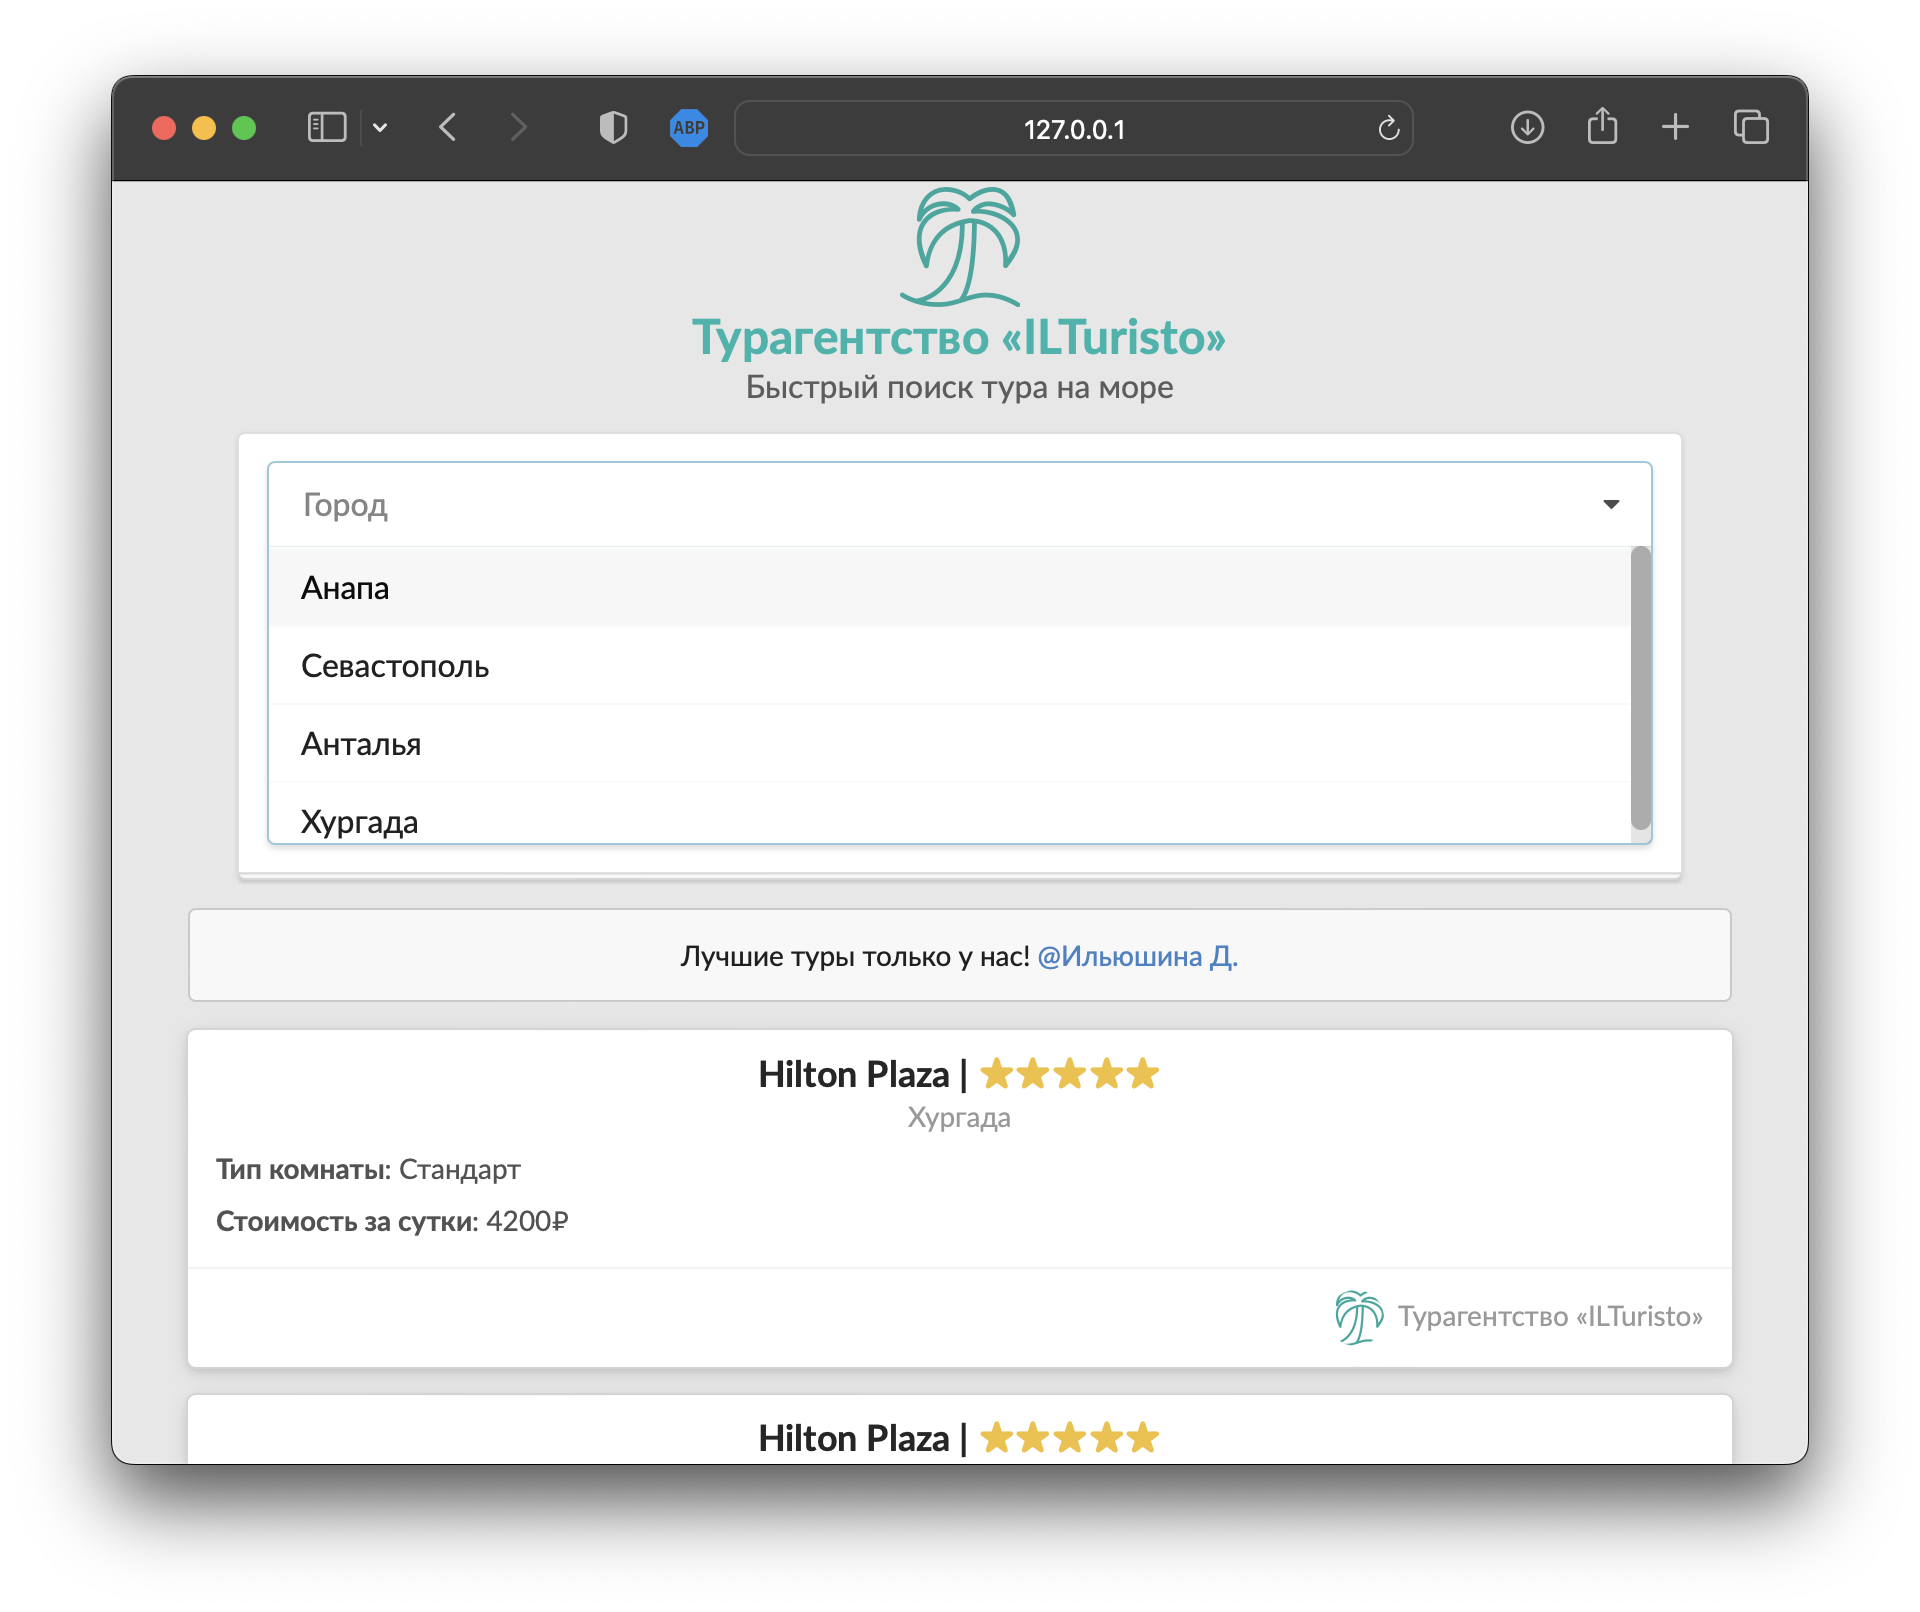 ABP
127.0.0.1
Турагентство «ILTuristo»
Быстрый поиск тура на море
Город
Анапа
Севастополь
Анталья
Хургада
Лучшие туры только у нас! @Ильюшина Д.
Hilton Plaza |
Хургада
Тип комнаты: Стандарт
Стоимость за сутки: 4200₽
Турагентство «ILTuristo»
Hilton Plaza |